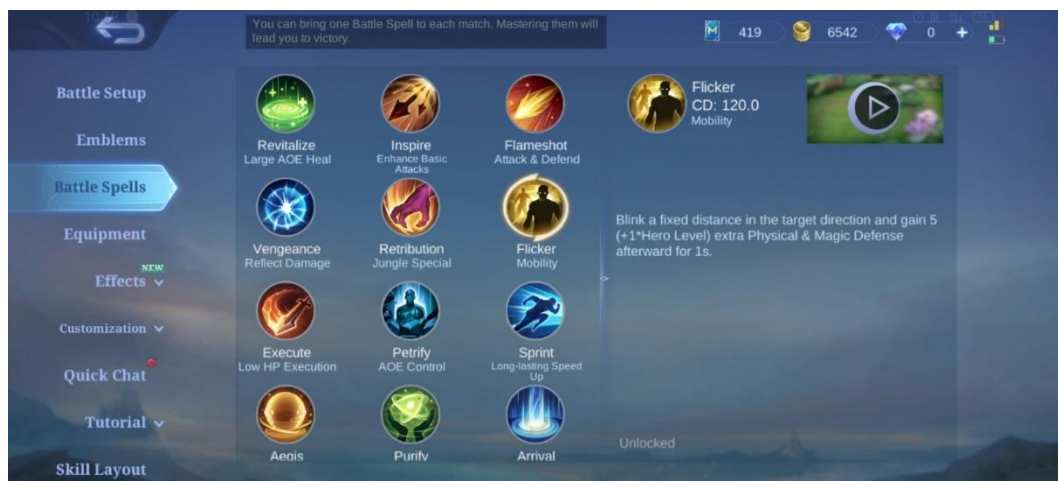 You can bring one Battle Spell to each match. Mastering them will
lead you to victory.
419
6542
0
+
Battle Setup
Emblems
Battle Spells
Equipment
NEW
Effects
Customization
Quick Chat
Tutorial
Skill Layout
Revitalize
Large AOE Heal
Inspire
Enhance Basic
Attacks
Flameshot
Attack & Defend
Vengeance
Reflect Damage
Retribution
Jungle Special
Flicker
Mobility
Execute
Low HP Execution
Petrify
AOE Control
Sprint
Long-lasting Speed
Up
Aegis
Purify
Arrival
Flicker
CD: 120.0
Mobility
Blink a fixed distance in the target direction and gain 5
(+1*Hero Level) extra Physical & Magic Defense
afterward for 1s.
Unlocked